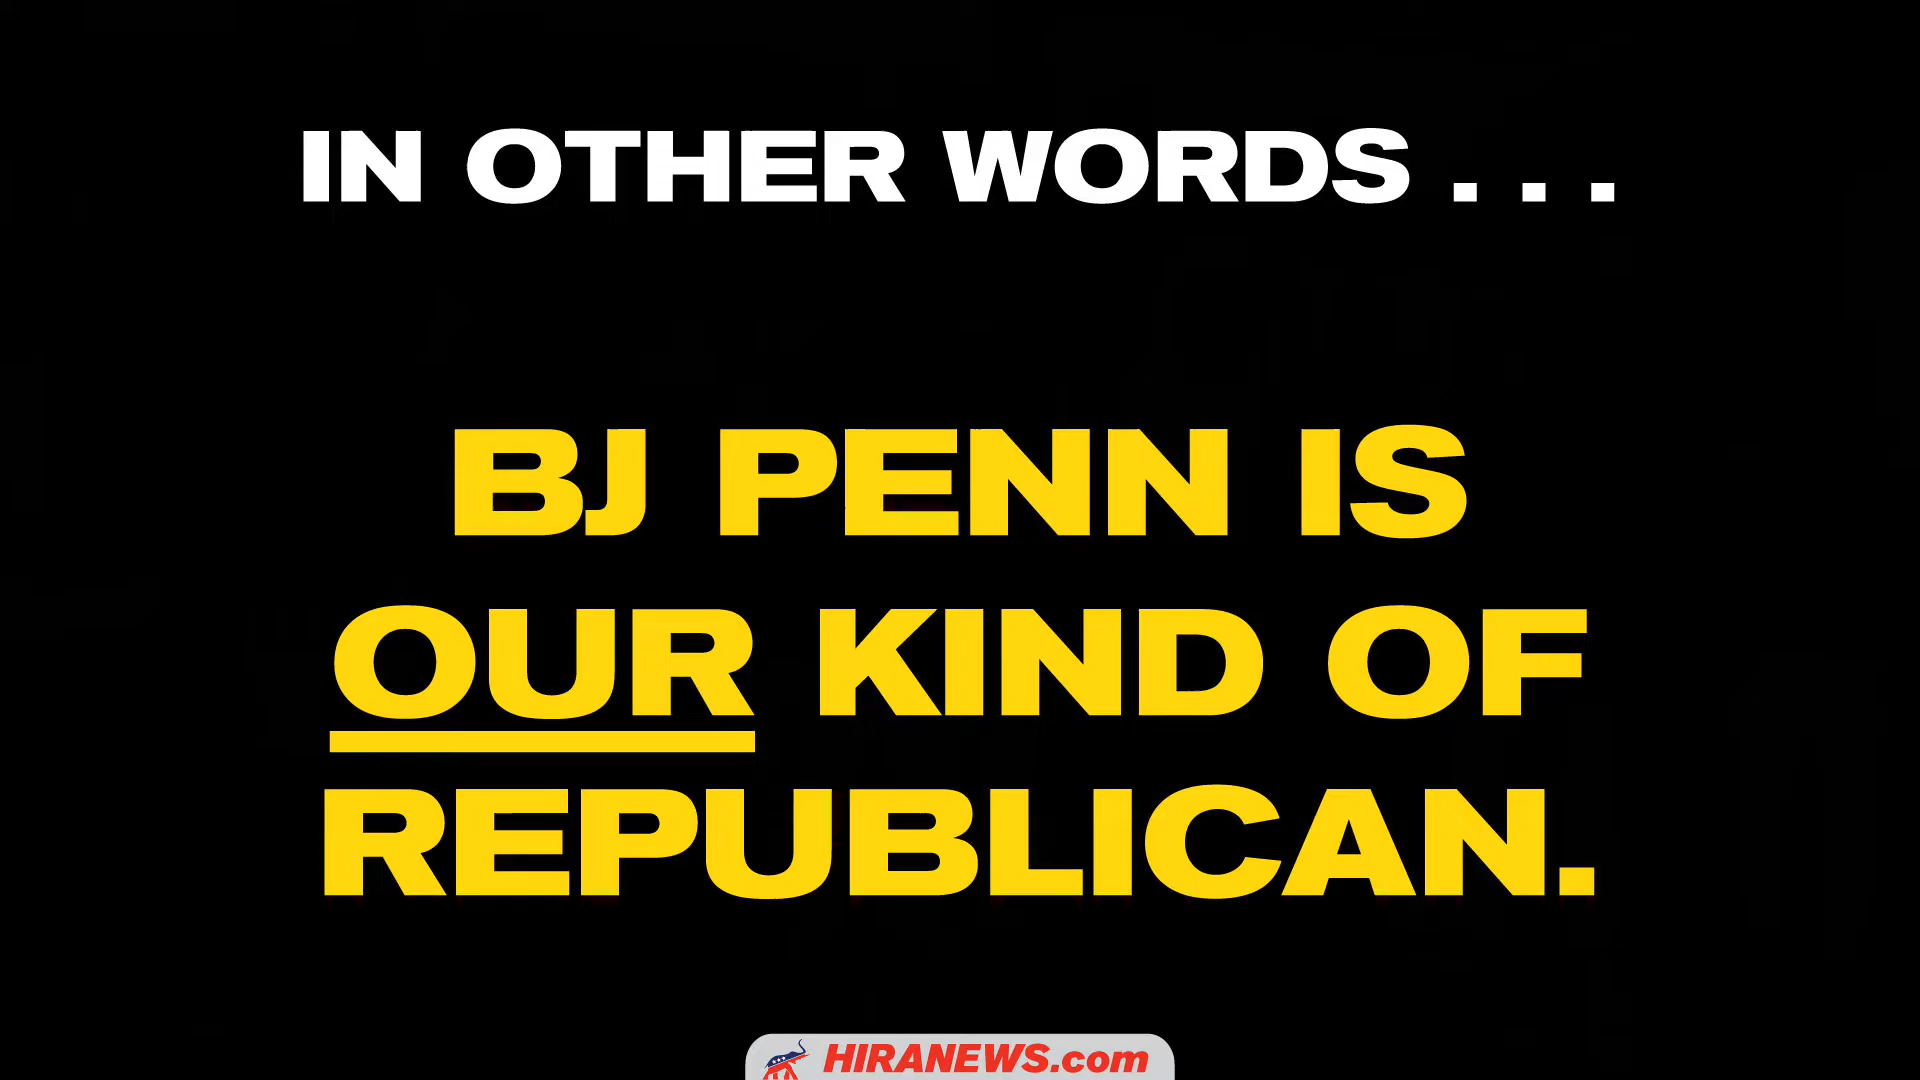 IN OTHER WORDS . . .
BJ PENN IS
OUR KIND OF
REPUBLICAN.
HIRANEWS.com